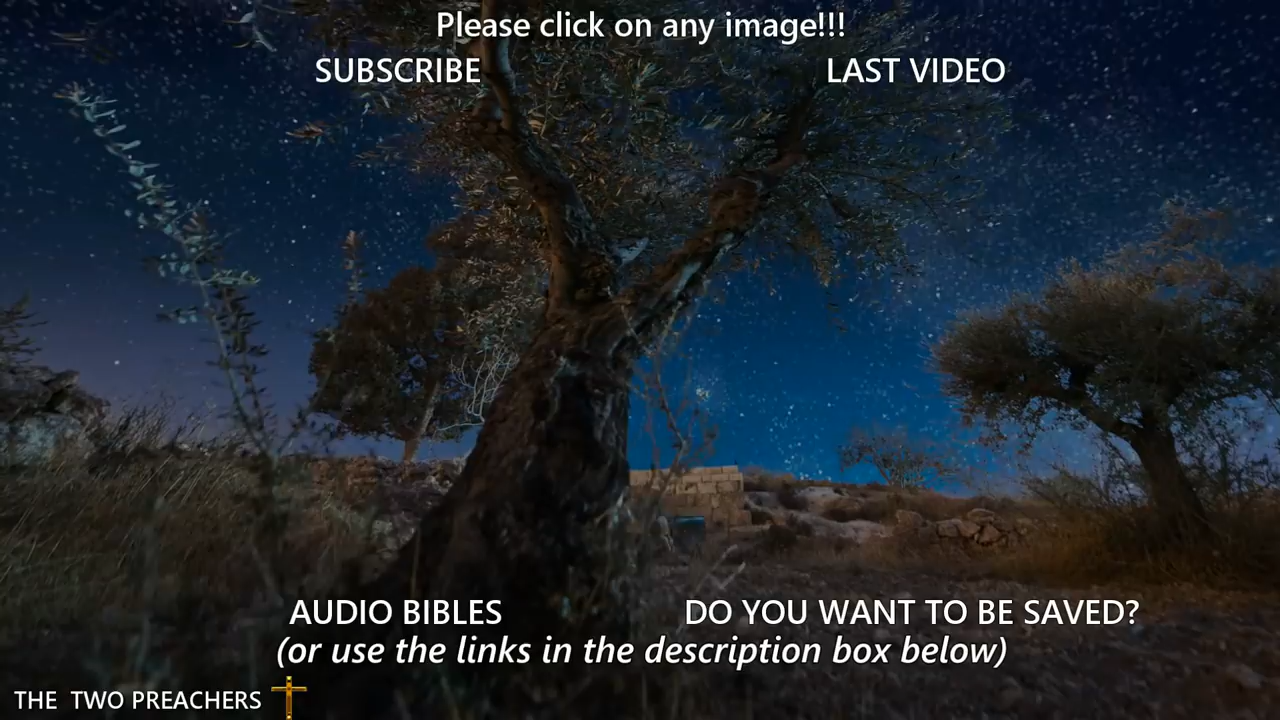 Please click on any image!!!
SUBSCRIBE
LAST VIDEO
AUDIO BIBLES
DO YOU WANT TO BE SAVED?
(or use the links in the description box below)
THE  TWO PREACHERS